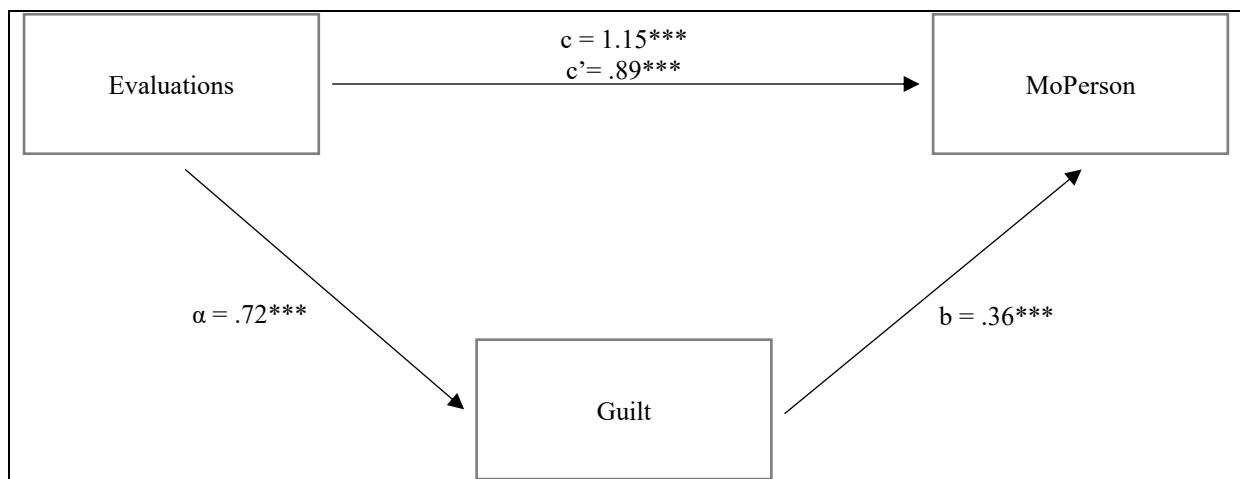 c = 1.15***
c’= .89***
Evaluations
MoPerson
α = .72***
b = .36***
Guilt